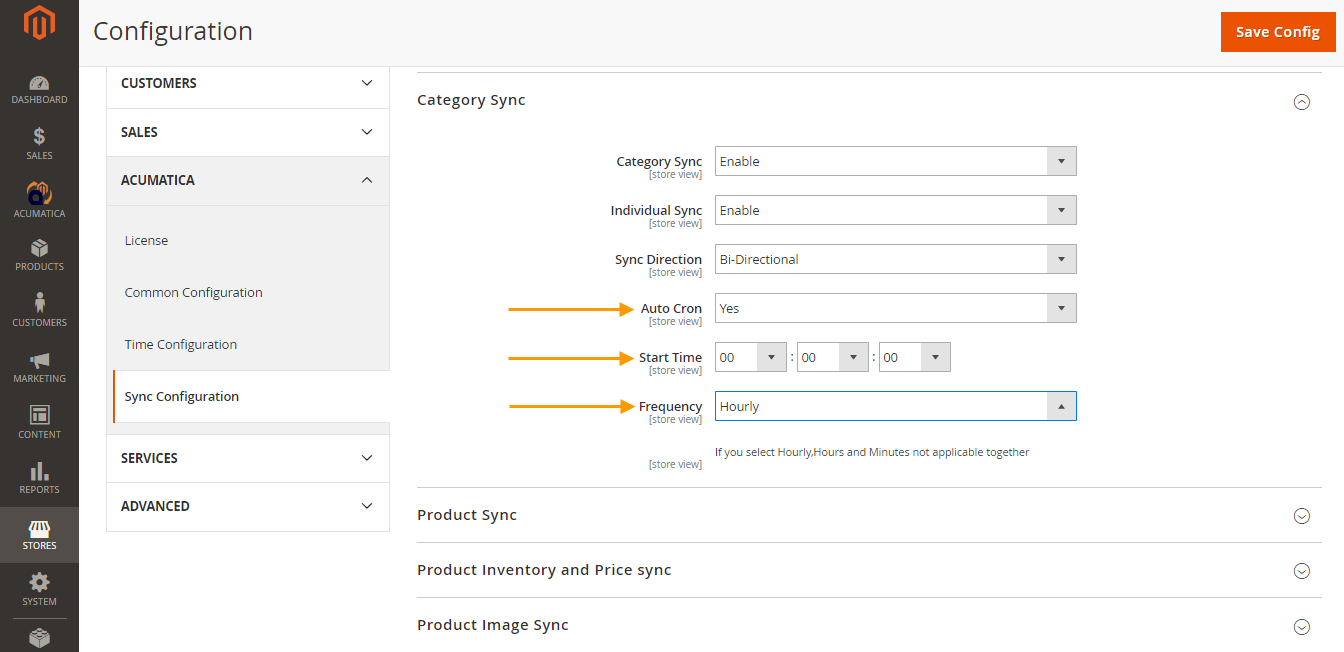 Configuration
Save Config
DASHBOARD
SALES
ACUMATICA
PRODUCTS
CUSTOMERS
MARKETING
CONTENT
REPORTS
STORES
SYSTEM
CUSTOMERS
SALES
ACUMATICA
License
Common Configuration
Time Configuration
Sync Configuration
SERVICES
ADVANCED
Category Sync
Category Sync Enable
[store view]
Individual Sync Enable
[store view]
Sync Direction Bi-Directional
[store view]
Auto Cron Yes
[store view]
Start Time 00 : 00 : 00
[store view]
Frequency Hourly
[store view]
If you select Hourly,Hours and Minutes not applicable together
[store view]
Product Sync
Product Inventory and Price sync
Product Image Sync